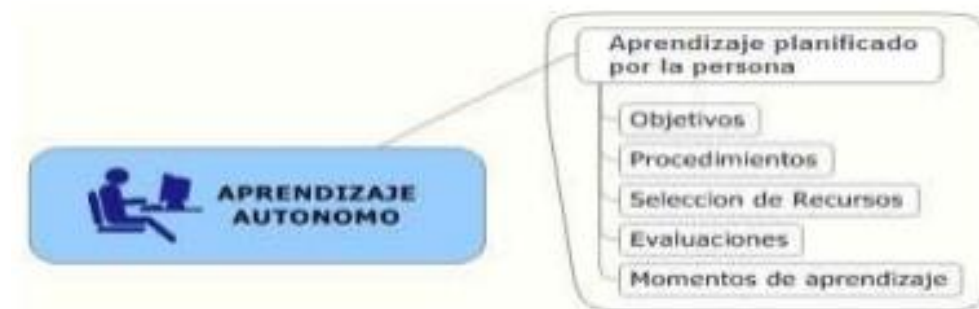 Aprendizaje planificado
por la persona
Objetivos
Procedimientos
Seleccion de Recursos
Evaluaciones
Momentos de aprendizaje
APRENDIZAJE
AUTONOMO